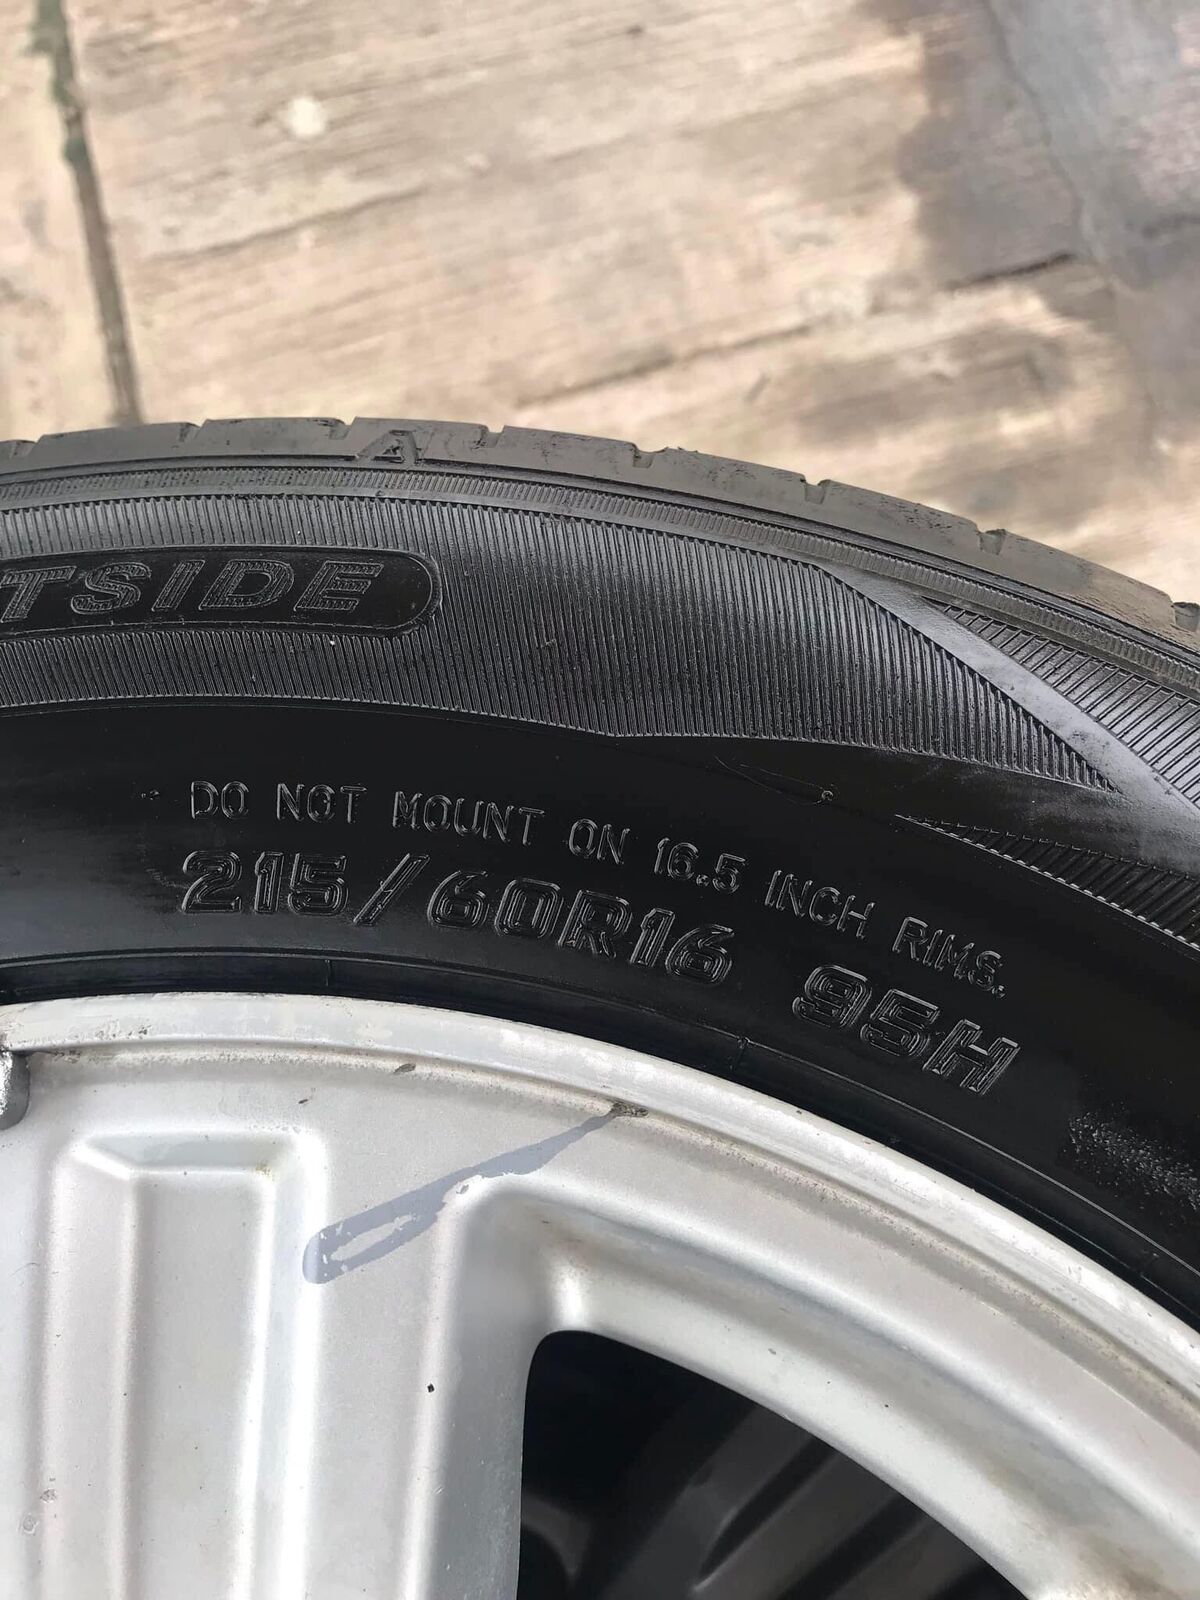 A
TSIDE
DO NOT MOUNT ON 16.5 INCH RIMS.
215/60R16 95H